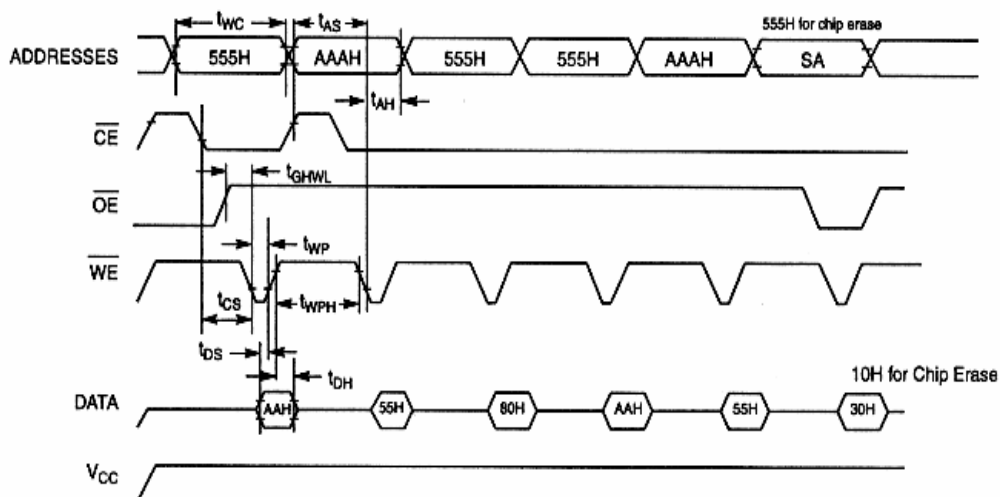 tWC
tAS
555H for chip erase
ADDRESSES
555H
AAAH
555H
555H
AAAH
SA
tAH
CE
tGHWL
OE
tWP
WE
tCS
tWPH
tDS
tDH
10H for Chip Erase
DATA
AAH
55H
80H
AAH
55H
30H
VCC